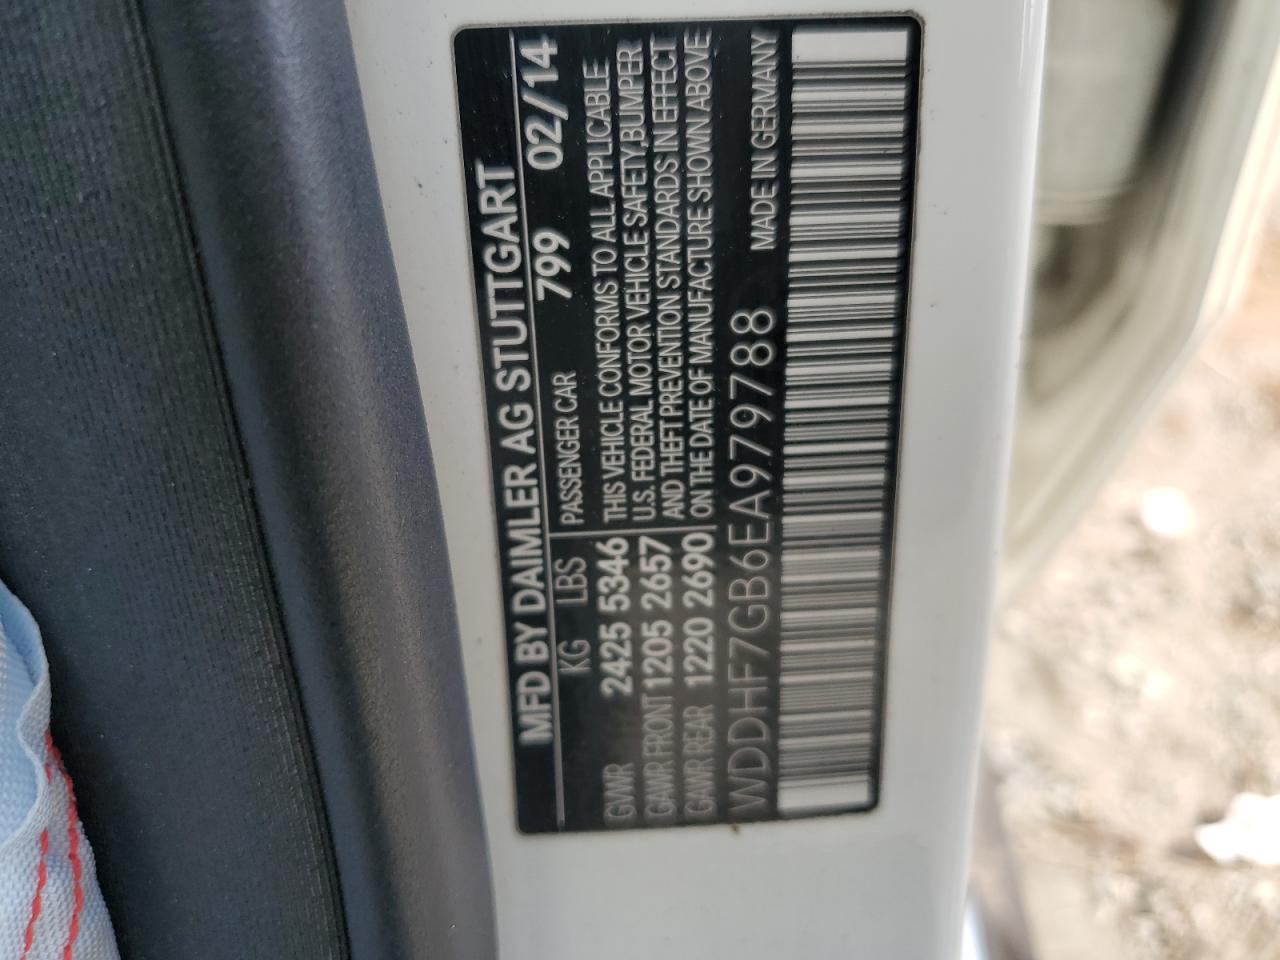 MFD BY DAIMLER AG STUTTGART
799 02/14
KG LBS PASSENGER CAR
GVWR 2425 5346 THIS VEHICLE CONFORMS TO ALL APPLICABLE
GAWR FRONT 1205 2657 U.S. FEDERAL MOTOR VEHICLE SAFETY,BUMPER
AND THEFT PREVENTION STANDARDS IN EFFECT
GAWR REAR 1220 2690 ON THE DATE OF MANUFACTURE SHOWN ABOVE
WDDHF7GB6EA979788 MADE IN GERMANY